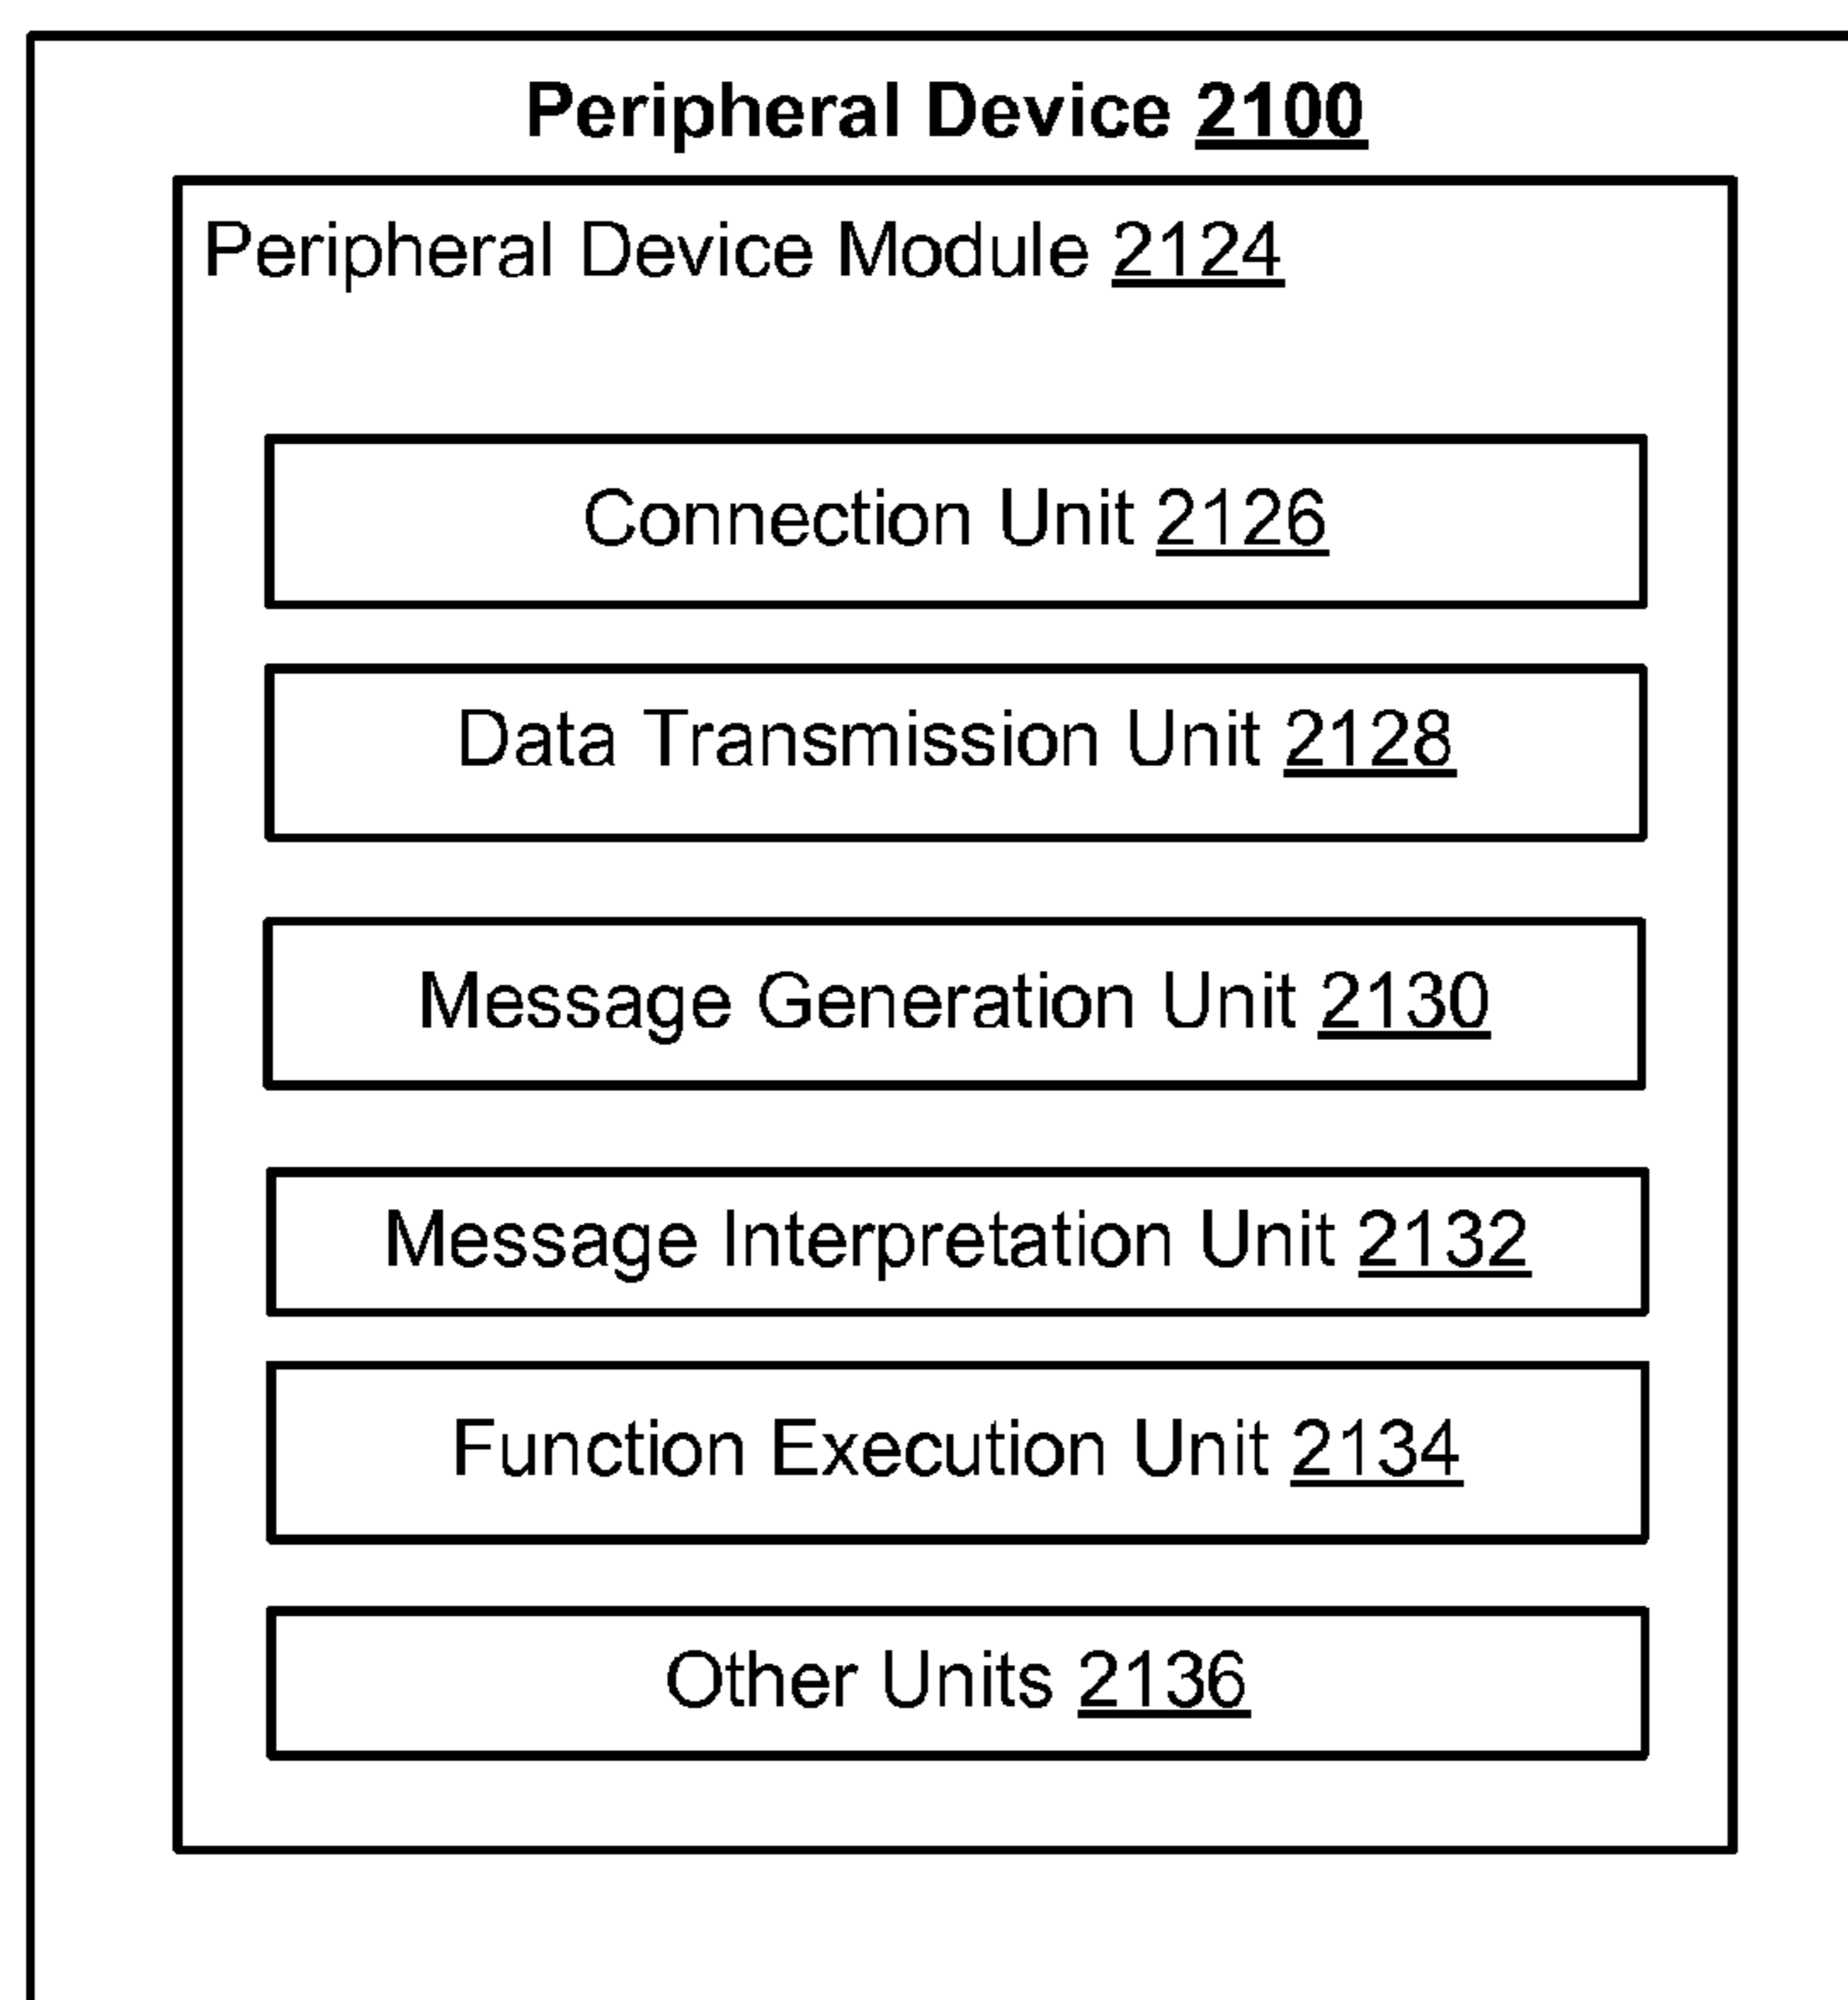 Peripheral Device 2100
Peripheral Device Module 2124
Connection Unit 2126
Data Transmission Unit 2128
Message Generation Unit 2130
Message Interpretation Unit 2132
Function Execution Unit 2134
Other Units 2136